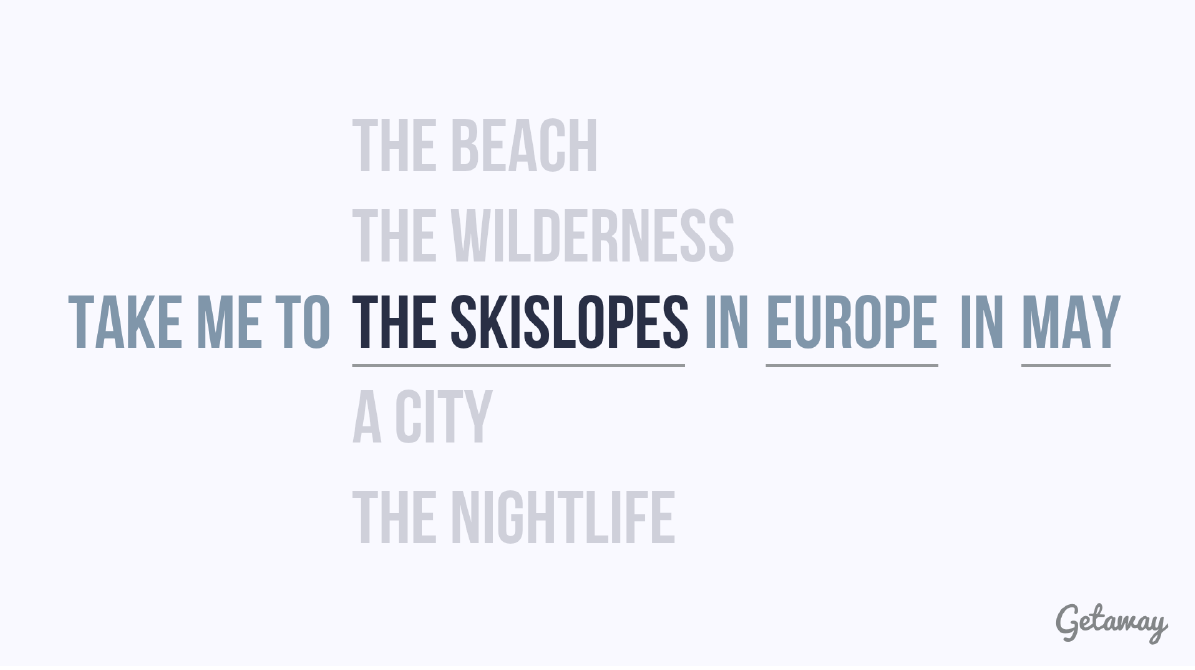 THE BEACH
THE WILDERNESS
TAKE ME TO THE SKISLOPES IN EUROPE IN MAY
A CITY
THE NIGHTLIFE
Getaway